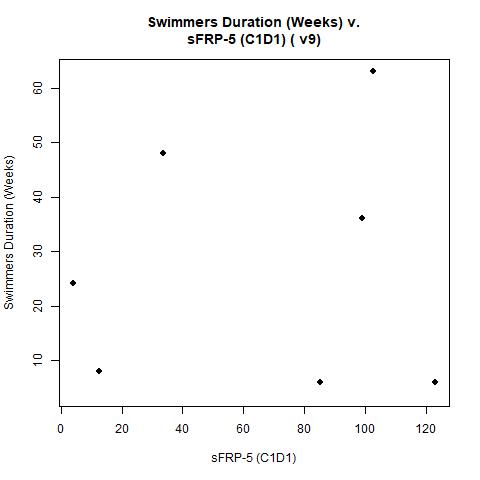 Swimmers Duration (Weeks) v.
sFRP-5 (C1D1) ( v9)
Swimmers Duration (Weeks)
60
50
40
30
20
10
0 20 40 60 80 100 120
sFRP-5 (C1D1)